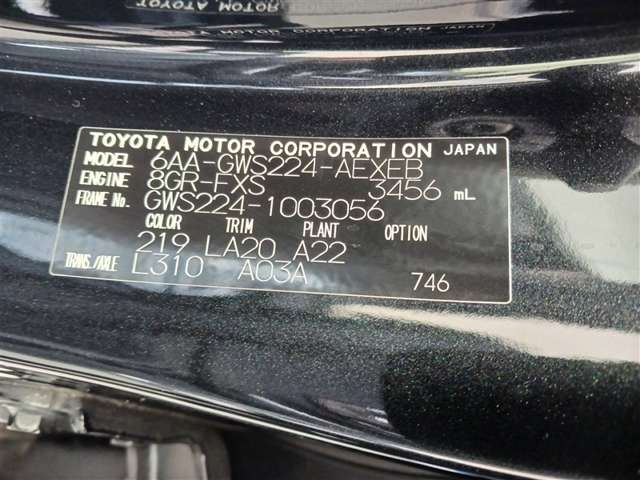 TOYOTA MOTOR CORPORATION JAPAN
MODEL 6AA-GWS224-AEXEB
ENGINE 8GR-FXS 3456 mL
FRAME No. GWS224-1003056
COLOR TRIM PLANT OPTION
219 LA20 A22
TRANS./AXLE L310 A03A 746